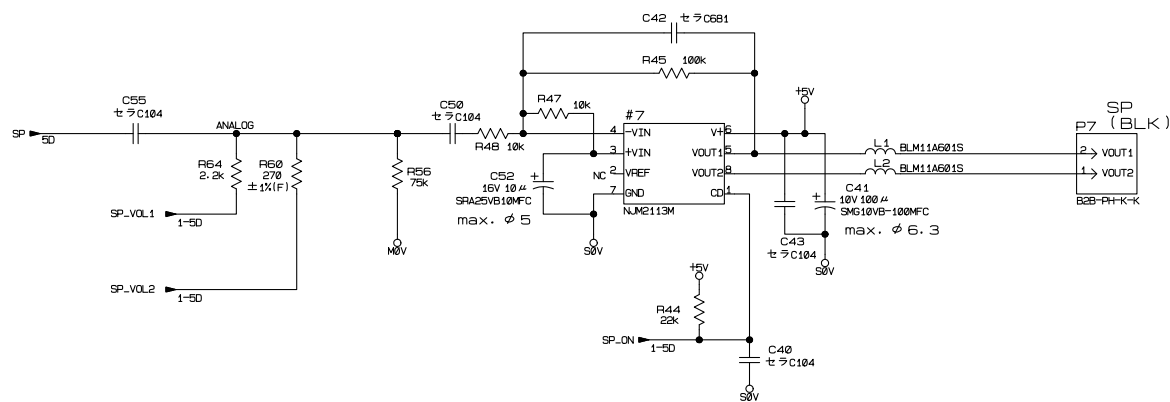 C42
セラC681
R45 100k
+5V
SP
(BLK)
C55
セラC104
C50
セラC104
R47 10k
#7
P7
SP 5D
ANALOG
R48 10k
4 -VIN
V+ 6
3 +VIN
VOUT1 5
L1 BLM11A601S
2 VOUT1
NC 2 VREF
VOUT2 8
L2 BLM11A601S
1 VOUT2
7 GND
CD 1
NJM2113M
B2B-PH-K-K
R64
2.2k
R60
270
±1%(F)
R56
75k
C52
16V 10μ
SRA25VB10MFC
max. φ5
C41
10V 100μ
SMG10VB-100MFC
max. φ6.3
C43
セラC104
SP_VOL1 1-5D
M0V
S0V
S0V
SP_VOL2 1-5D
+5V
R44
22k
SP_ON 1-5D
C40
セラC104
S0V